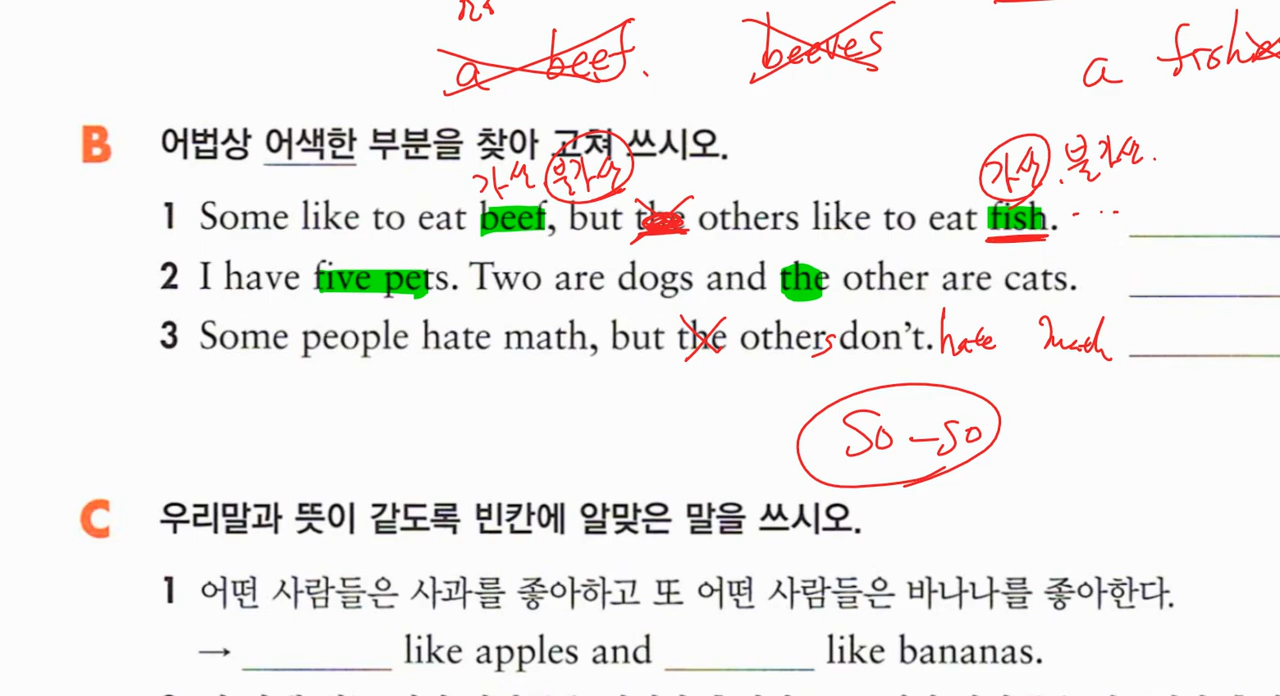 a beef.
beeves
a fish
B 어법상 어색한 부분을 찾아 고쳐 쓰시오.
가산 불가산
가산. 불가산.
1 Some like to eat beef, but the others like to eat fish. ...
2 I have five pets. Two are dogs and the other are cats.
3 Some people hate math, but the others don't. hate math
So-so
C 우리말과 뜻이 같도록 빈칸에 알맞은 말을 쓰시오.
1 어떤 사람들은 사과를 좋아하고 또 어떤 사람들은 바나나를 좋아한다.
→ ________ like apples and ________ like bananas.